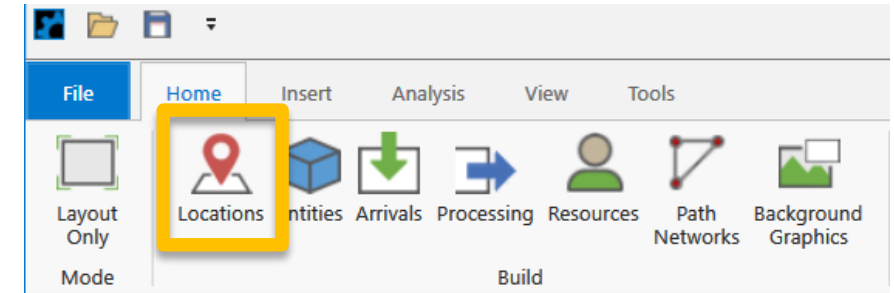 File Home Insert Analysis View Tools
Layout Only
Locations
ntities
Arrivals
Processing
Resources
Path Networks
Background Graphics
Mode
Build